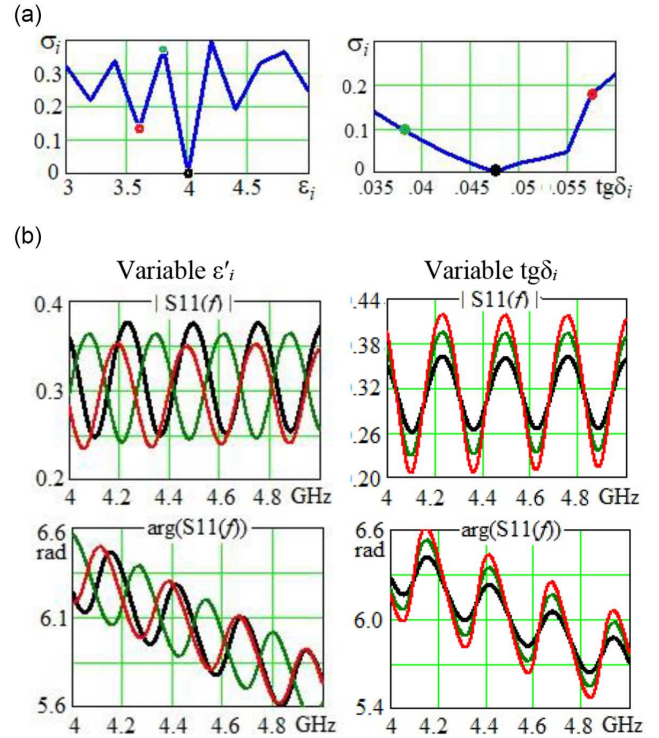 (a)
σi
0.3
0.2
0.1
0
3 3.5 4 4.5 εi
σi
0.2
0.1
0
.035 .04 .045 .05 .055 tgδi
(b)
Variable ε′i
| S11(f) |
0.4
0.3
0.2
4 4.2 4.4 4.6 4.8 GHz
Variable tgδi
| S11(f) |
.44
.38
.32
.26
.20
4 4.2 4.4 4.6 4.8 GHz
arg(S11(f))
6.6
rad
6.1
5.6
4 4.2 4.4 4.6 4.8 GHz
arg(S11(f))
6.6
rad
6.0
5.4
4 4.2 4.4 4.6 4.8 GHz